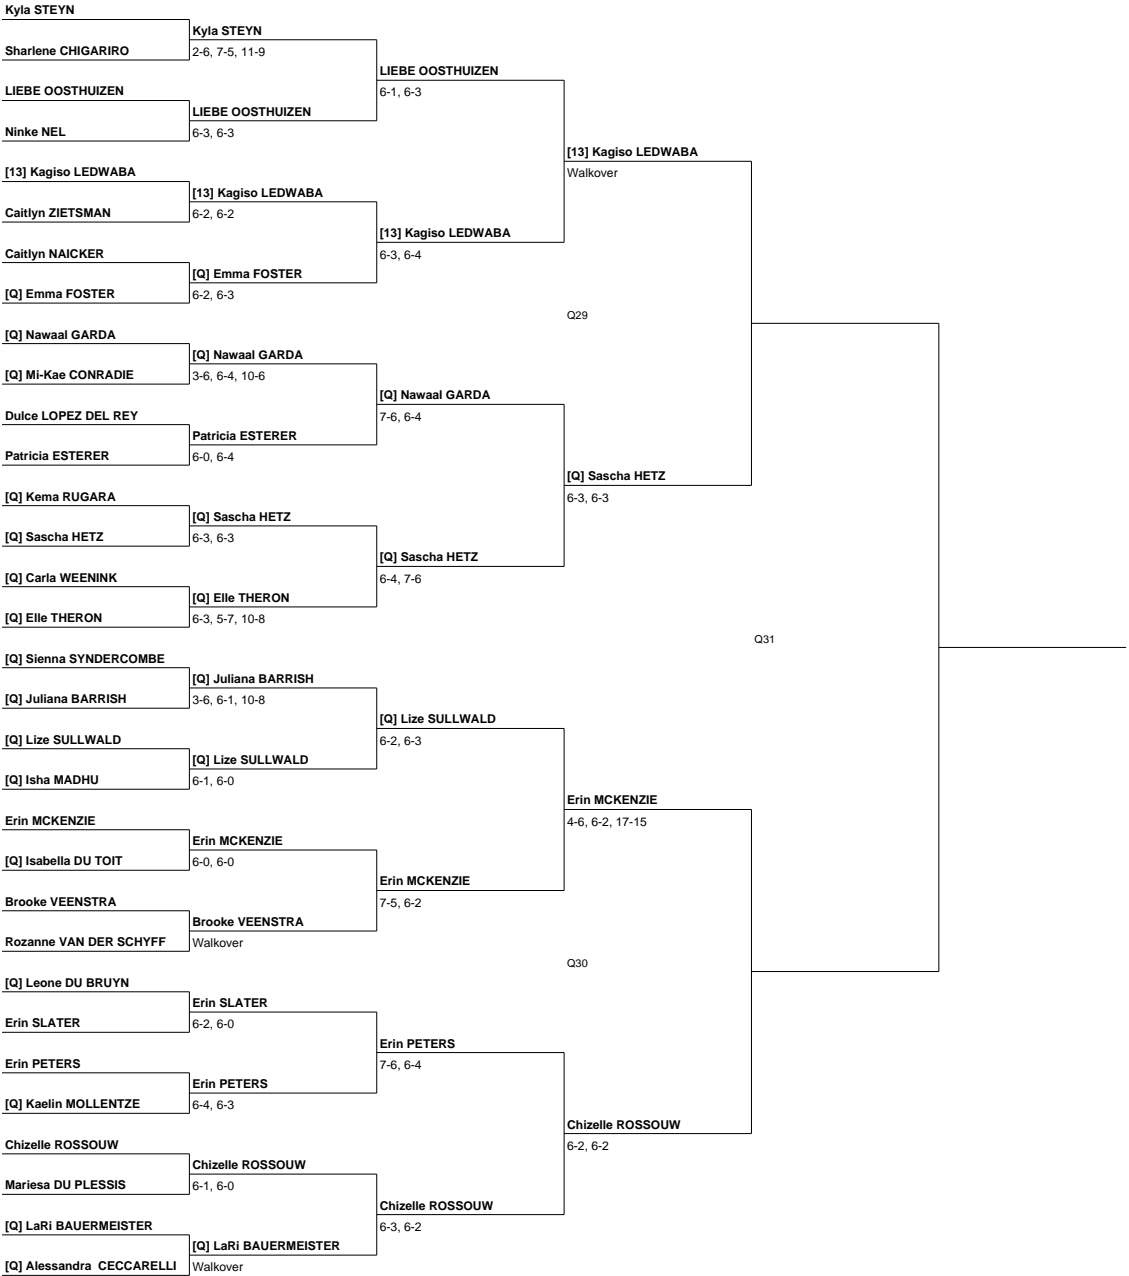 Kyla STEYN
Kyla STEYN
Sharlene CHIGARIRO
2-6, 7-5, 11-9
LIEBE OOSTHUIZEN
LIEBE OOSTHUIZEN
6-1, 6-3
LIEBE OOSTHUIZEN
Ninke NEL
6-3, 6-3
[13] Kagiso LEDWABA
Walkover
[13] Kagiso LEDWABA
[13] Kagiso LEDWABA
Caitlyn ZIETSMAN
6-2, 6-2
[13] Kagiso LEDWABA
6-3, 6-4
Caitlyn NAICKER
[Q] Emma FOSTER
[Q] Emma FOSTER
6-2, 6-3
Q29
[Q] Nawaal GARDA
[Q] Nawaal GARDA
[Q] Mi-Kae CONRADIE
3-6, 6-4, 10-6
[Q] Nawaal GARDA
7-6, 6-4
Dulce LOPEZ DEL REY
Patricia ESTERER
Patricia ESTERER
6-0, 6-4
[Q] Sascha HETZ
6-3, 6-3
[Q] Kema RUGARA
[Q] Sascha HETZ
[Q] Sascha HETZ
6-3, 6-3
[Q] Sascha HETZ
6-4, 7-6
[Q] Carla WEENINK
[Q] Elle THERON
[Q] Elle THERON
6-3, 5-7, 10-8
Q31
[Q] Sienna SYNDERCOMBE
[Q] Juliana BARRISH
[Q] Juliana BARRISH
3-6, 6-1, 10-8
[Q] Lize SULLWALD
6-2, 6-3
[Q] Lize SULLWALD
[Q] Lize SULLWALD
[Q] Isha MADHU
6-1, 6-0
Erin MCKENZIE
4-6, 6-2, 17-15
Erin MCKENZIE
Erin MCKENZIE
[Q] Isabella DU TOIT
6-0, 6-0
Erin MCKENZIE
7-5, 6-2
Brooke VEENSTRA
Brooke VEENSTRA
Rozanne VAN DER SCHYFF
Walkover
Q30
[Q] Leone DU BRUYN
Erin SLATER
Erin SLATER
6-2, 6-0
Erin PETERS
7-6, 6-4
Erin PETERS
Erin PETERS
[Q] Kaelin MOLLENTZE
6-4, 6-3
Chizelle ROSSOUW
6-2, 6-2
Chizelle ROSSOUW
Chizelle ROSSOUW
Mariesa DU PLESSIS
6-1, 6-0
Chizelle ROSSOUW
6-3, 6-2
[Q] LaRi BAUERMEISTER
[Q] LaRi BAUERMEISTER
[Q] Alessandra CECCARELLI
Walkover